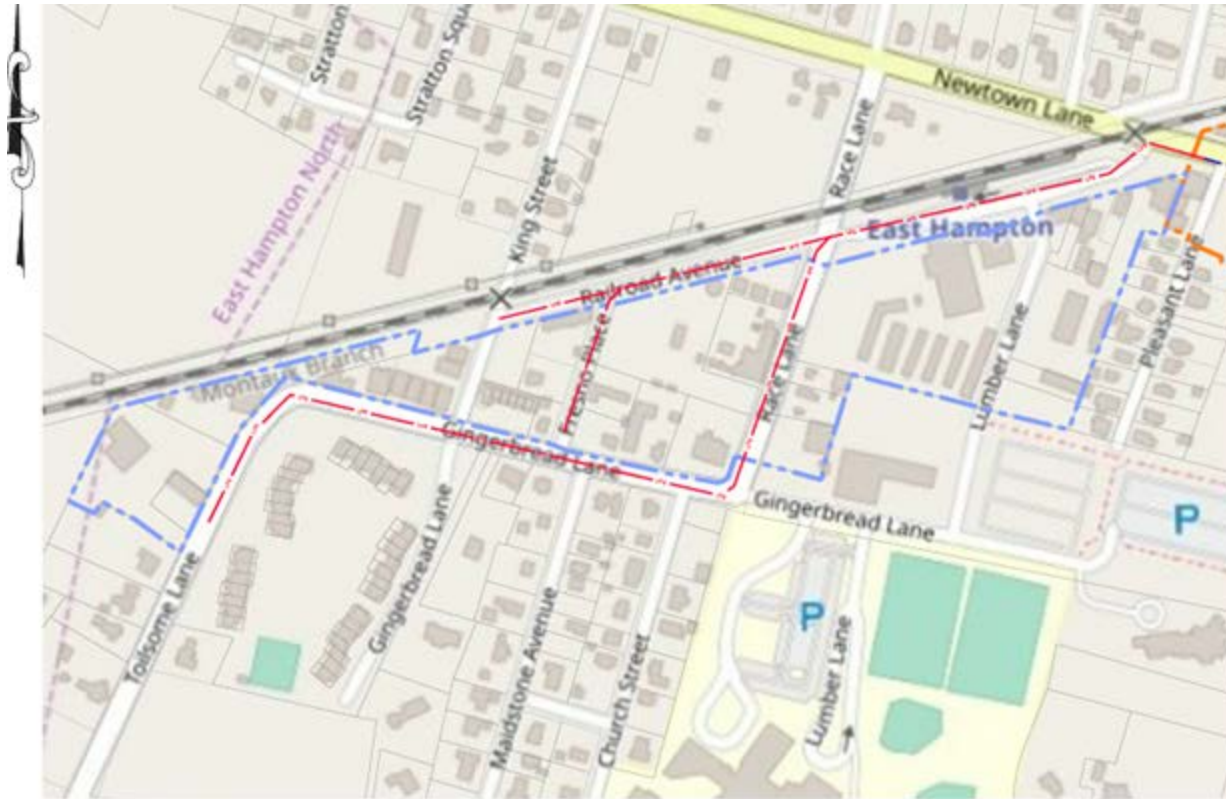 Stratton
Stratton Squ
Newtown Lane
East Hampton North
King Street
Race Lane
East Hampton
Railroad Avenue
Montauk Branch
Fresno Place
Race Lane
Lumber Lane
Pleasant Lane
Gingerbread Lane
Gingerbread Lane
P
Toilsome Lane
Gingerbread Lane
Maidstone Avenue
Church Street
P
Lumber Lane